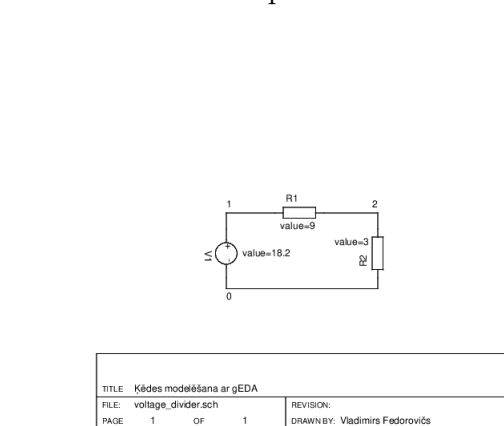 R1
1
2
value=9
value=3
V1
value=18.2
R2
0
TITLE Ķēdes modelēšana ar gEDA
FILE: voltage_divider.sch
REVISION:
PAGE 1 OF 1
DRAWN BY: Vladimirs Fedorovičs